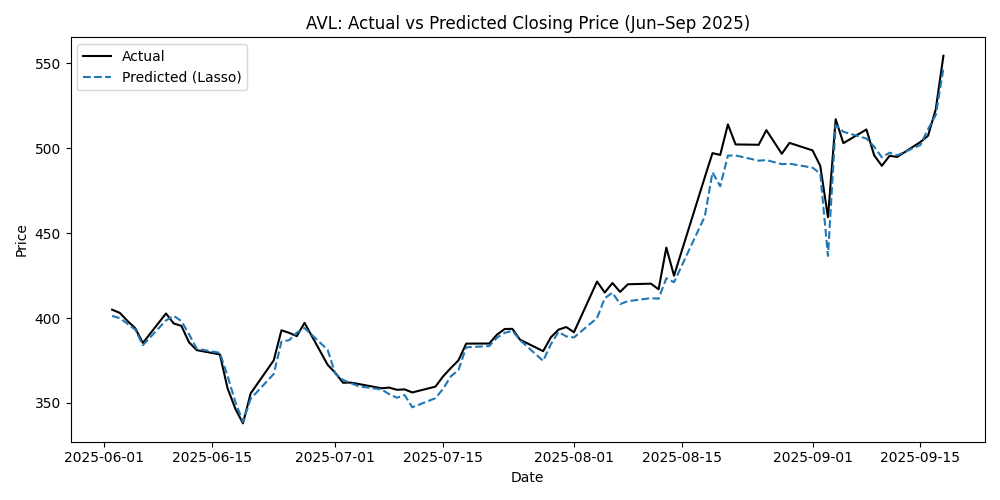 AVL: Actual vs Predicted Closing Price (Jun–Sep 2025)
Actual
Predicted (Lasso)
Price
550
500
450
400
350
2025-06-01 2025-06-15 2025-07-01 2025-07-15 2025-08-01 2025-08-15 2025-09-01 2025-09-15
Date